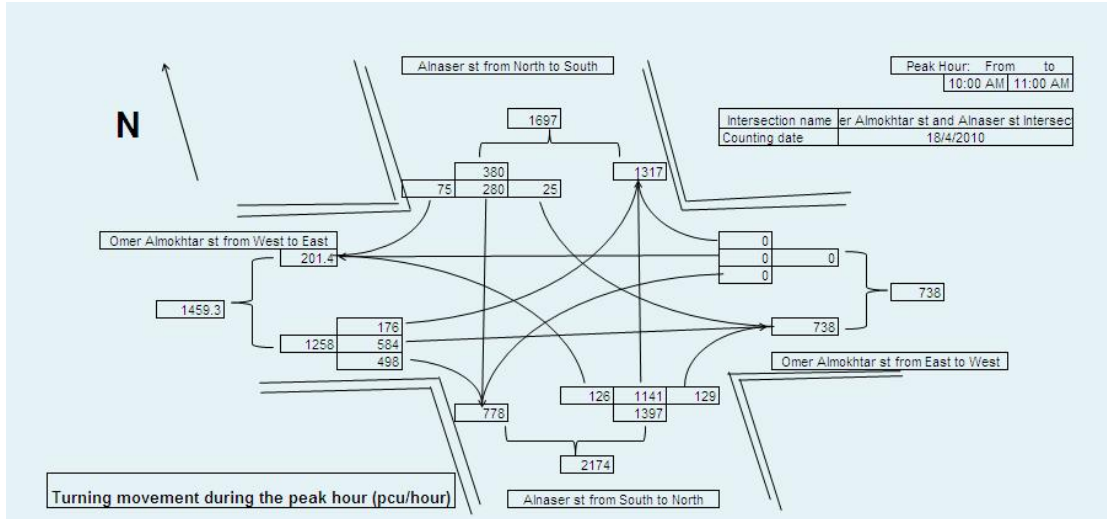 Alnaser st from North to South
Peak Hour: From to
10:00 AM 11:00 AM
N
1697
Intersection name er Almokhtar st and Alnaser st Intersec
Counting date 18/4/2010
380
1317
75 280 25
Omer Almokhtar st from West to East
201.4
0
0 0
0
1459.3
738
176
1258 584
498
738
Omer Almokhtar st from East to West
126 1141 129
778
1397
2174
Turning movement during the peak hour (pcu/hour)
Alnaser st from South to North